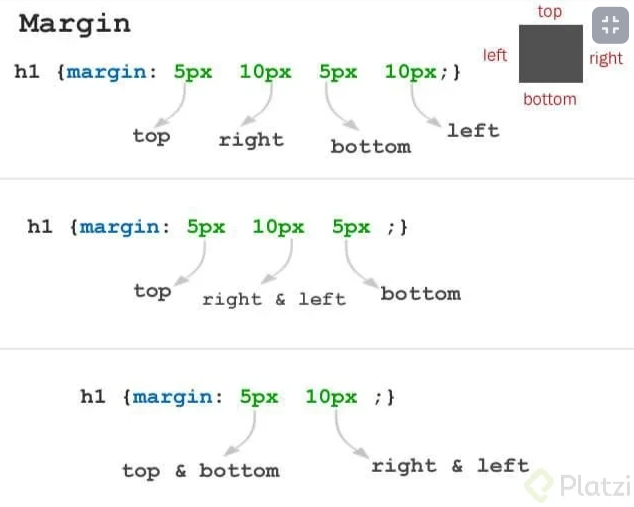 Margin
top
left
right
bottom
h1 {margin: 5px 10px 5px 10px;}
top right bottom left
h1 {margin: 5px 10px 5px ;}
top right & left bottom
h1 {margin: 5px 10px ;}
top & bottom right & left
Platzi